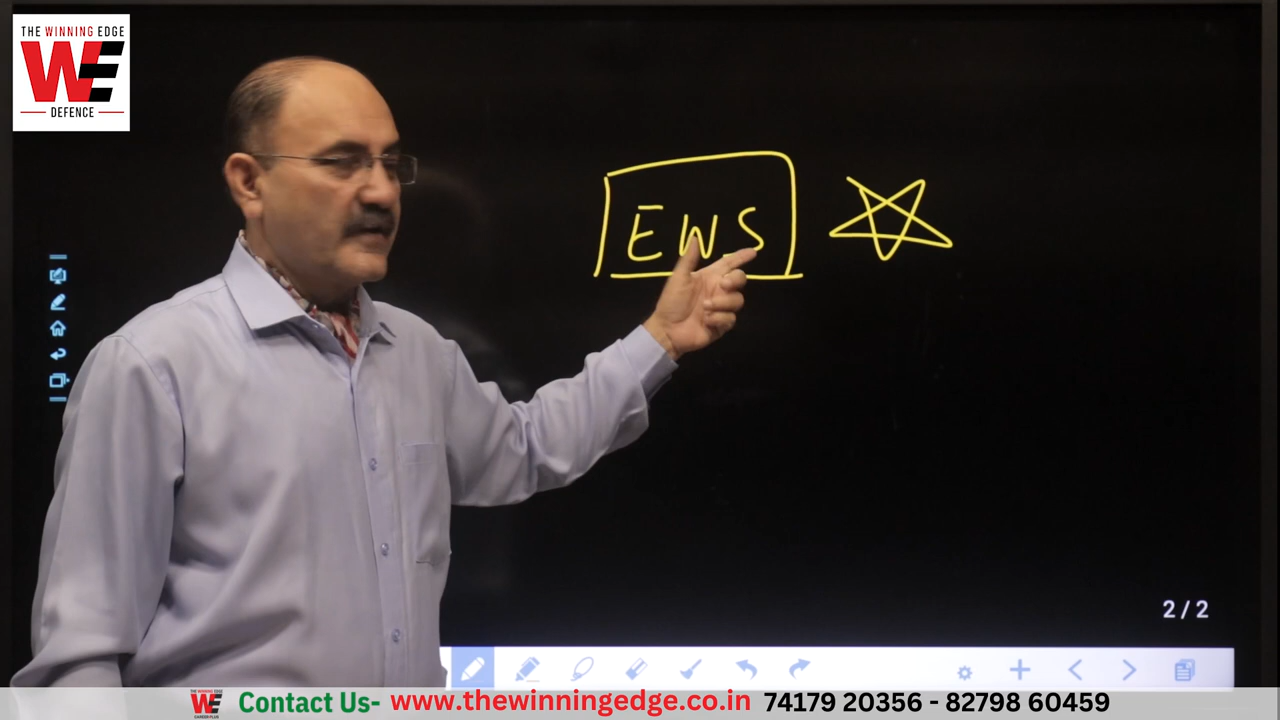 THE WINNING EDGE
WE
DEFENCE
EWS
2 / 2
Contact Us- www.thewinningedge.co.in 74179 20356 - 82798 60459